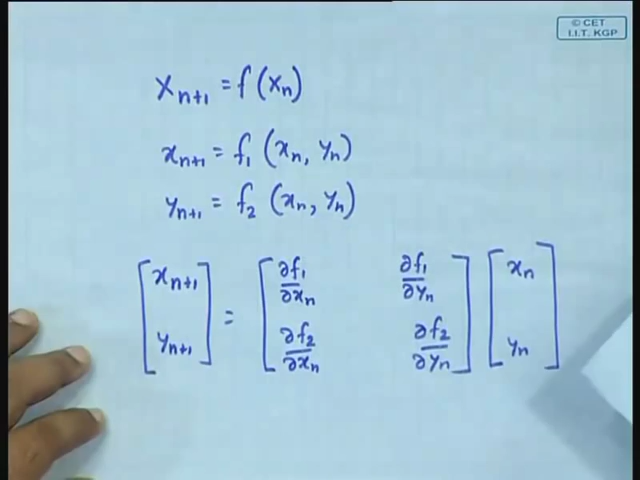 © CET
I.I.T. KGP
X_{n+1} = f(X_n)
x_{n+1} = f_1 (x_n, y_n)
y_{n+1} = f_2 (x_n, y_n)
[x_{n+1} y_{n+1}] = [∂f_1/∂x_n ∂f_1/∂y_n ∂f_2/∂x_n ∂f_2/∂y_n] [x_n y_n]